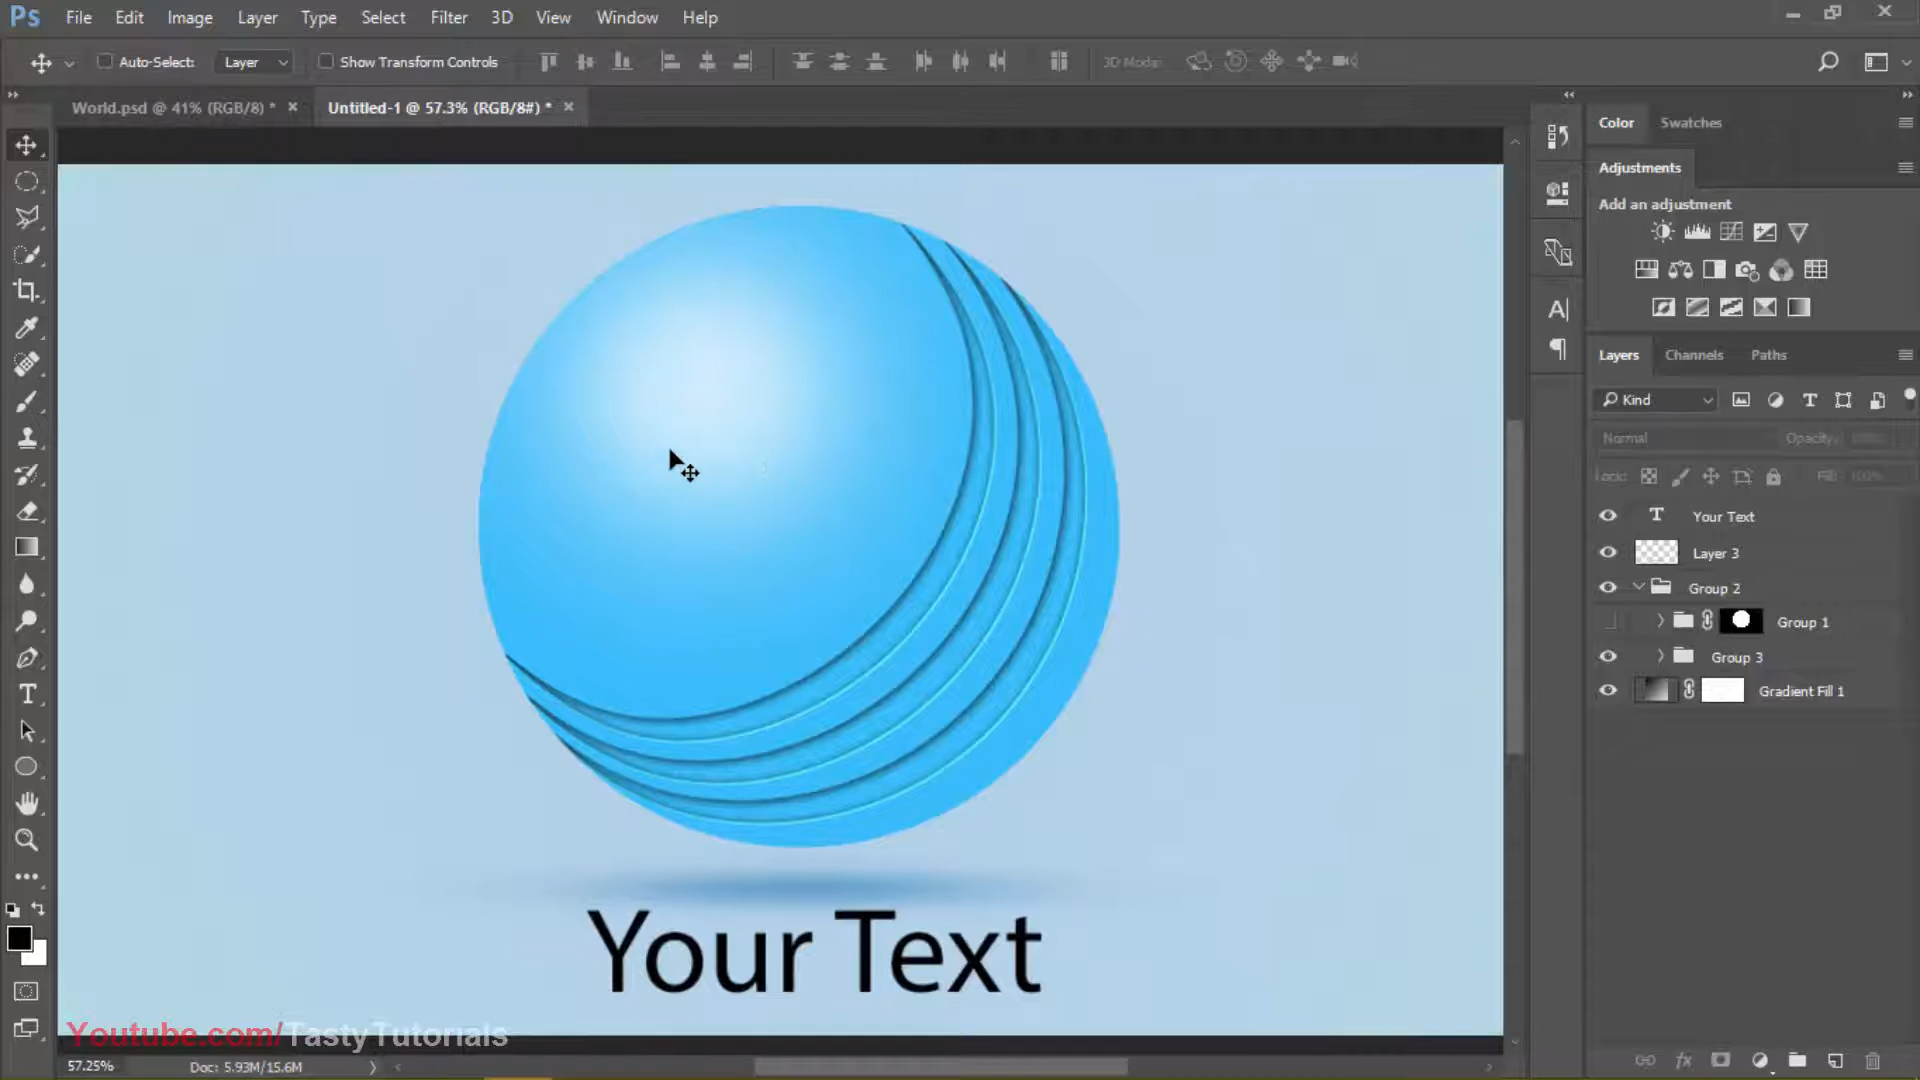 Ps File Edit Image Layer Type Select Filter 3D View Window Help
Auto-Select: Layer Show Transform Controls 3D Mode:
World.psd @ 41% (RGB/8) * × Untitled-1 @ 57.3% (RGB/8#) * ×
Color Swatches
Adjustments
Add an adjustment
Layers Channels Paths
Kind
Normal Opacity: 100%
Lock: Fill: 100%
T Your Text
Layer 3
Group 2
Group 1
Group 3
Gradient Fill 1
Your Text
Youtube.com/TastyTutorials
57.25% Doc: 5.93M/15.6M